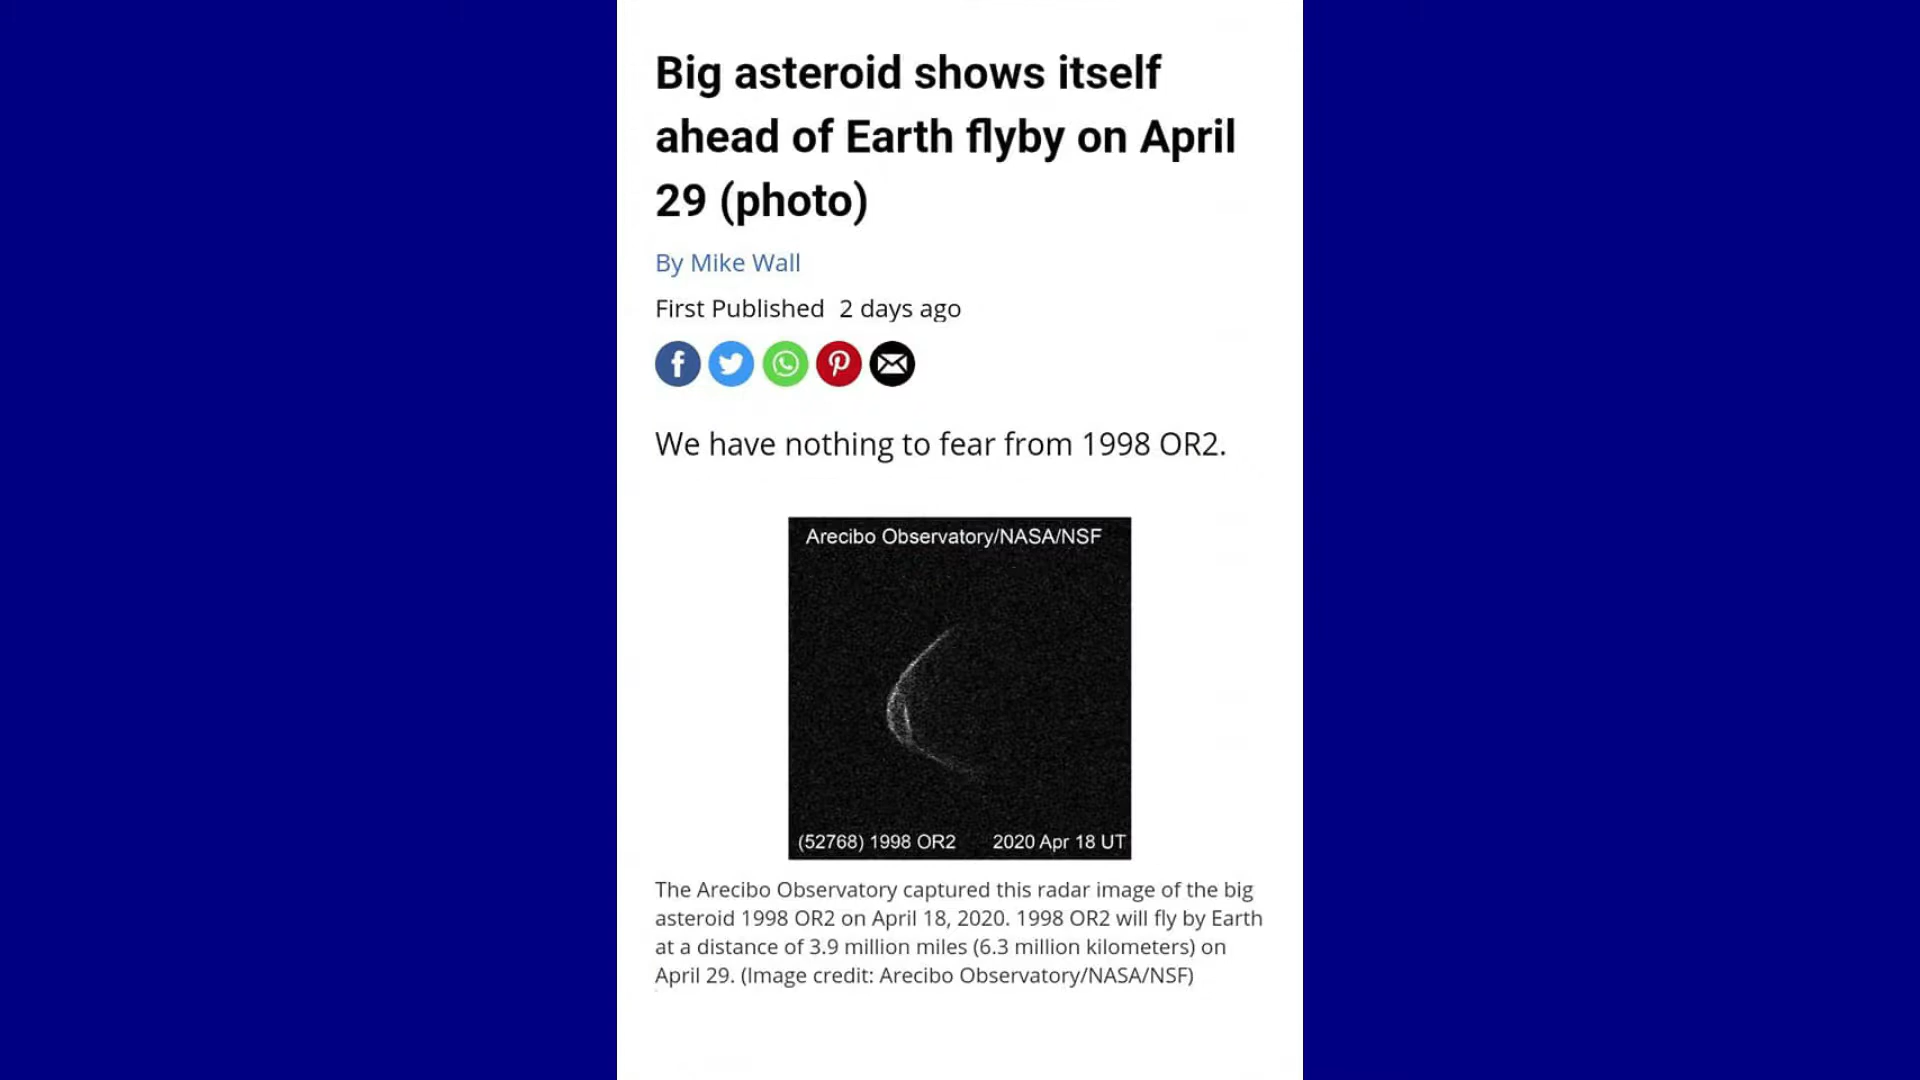 Big asteroid shows itself
ahead of Earth flyby on April
29 (photo)
By Mike Wall
First Published 2 days ago
We have nothing to fear from 1998 OR2.
Arecibo Observatory/NASA/NSF
(52768) 1998 OR2 2020 Apr 18 UT
The Arecibo Observatory captured this radar image of the big
asteroid 1998 OR2 on April 18, 2020. 1998 OR2 will fly by Earth
at a distance of 3.9 million miles (6.3 million kilometers) on
April 29. (Image credit: Arecibo Observatory/NASA/NSF)